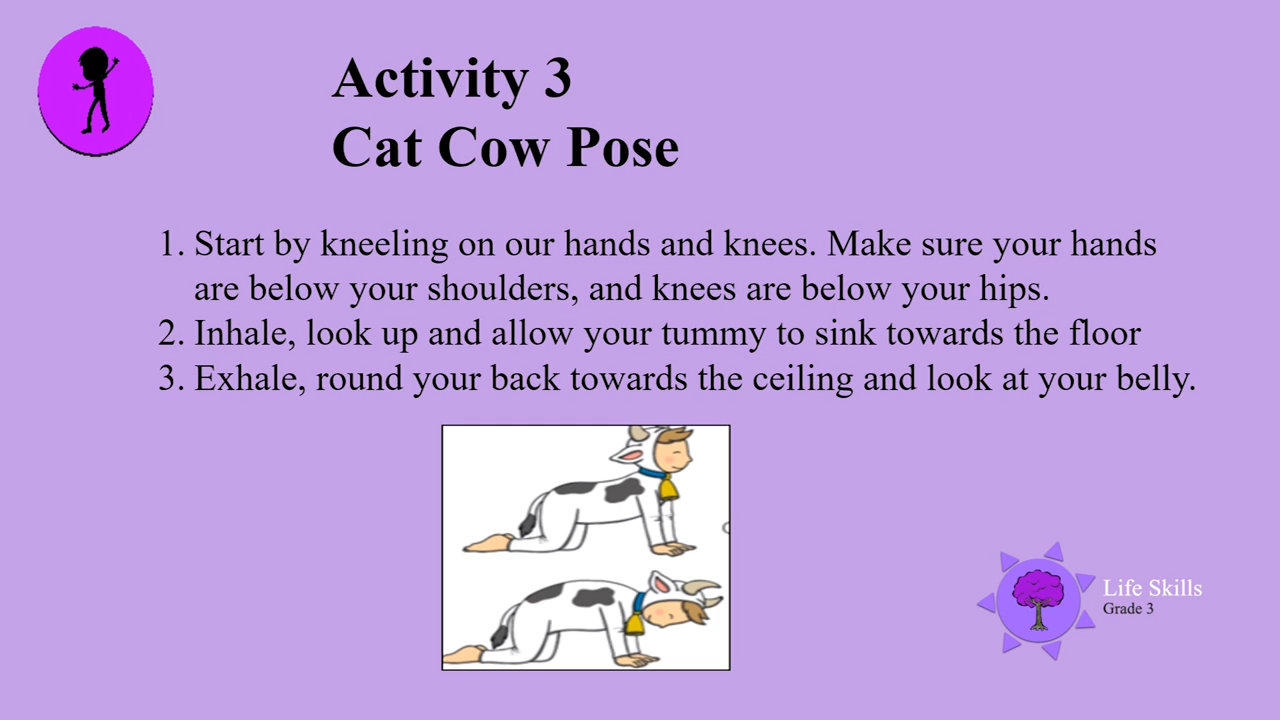 Activity 3
Cat Cow Pose
1. Start by kneeling on our hands and knees. Make sure your hands
are below your shoulders, and knees are below your hips.
2. Inhale, look up and allow your tummy to sink towards the floor
3. Exhale, round your back towards the ceiling and look at your belly.
Life Skills
Grade 3